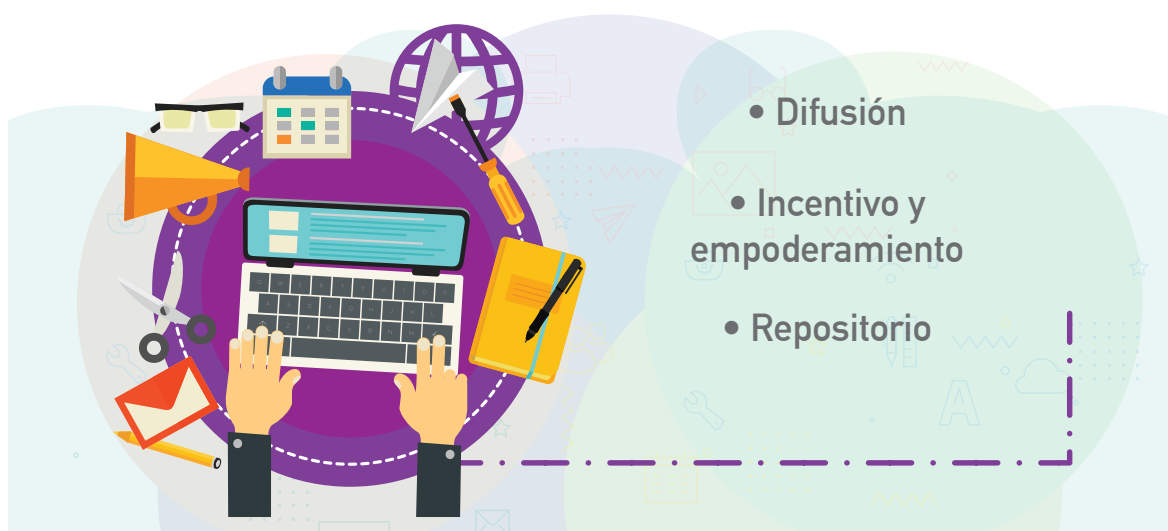 • Difusión
• Incentivo y
empoderamiento
• Repositorio